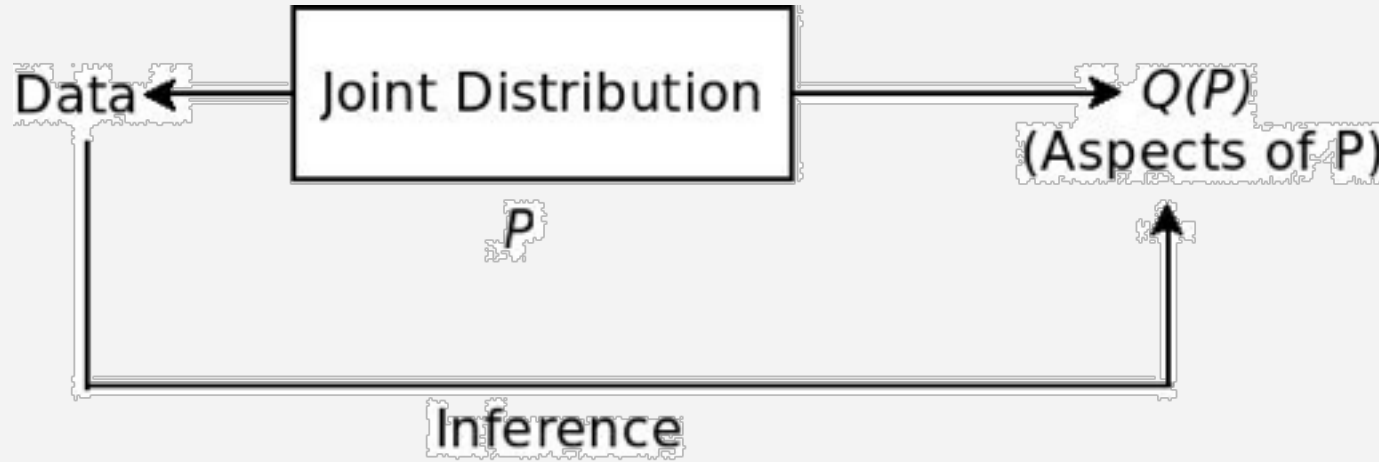 Data
Joint Distribution
Q(P)
(Aspects of P)
P
Inference